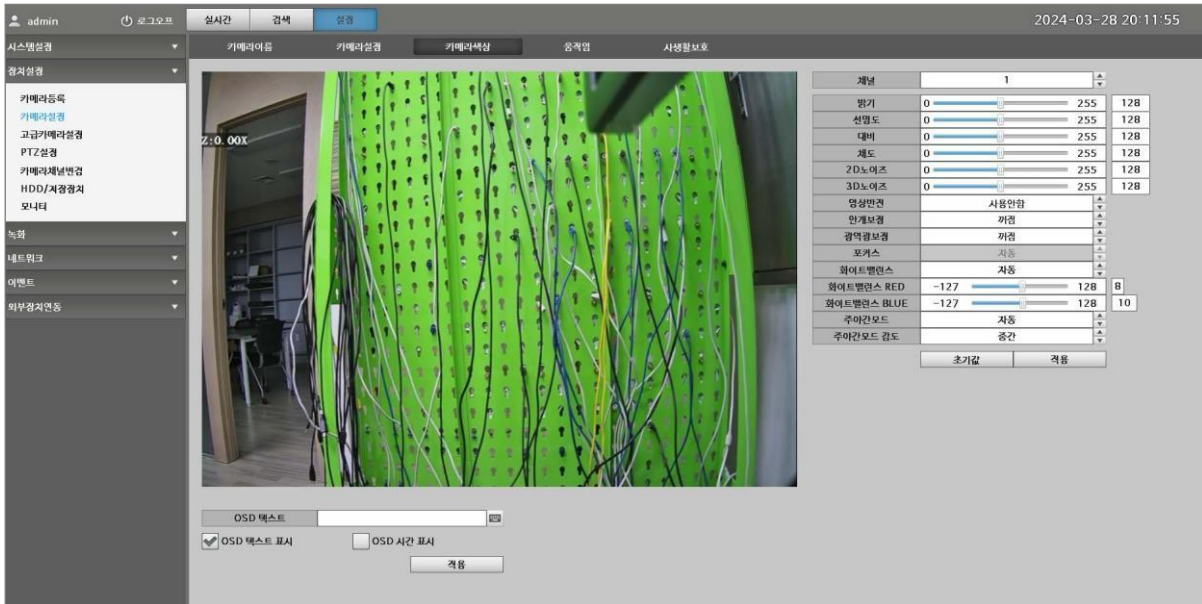 admin 로그오프 실시간 검색 설정 2024-03-28 20:11:55
시스템설정
카메라이름 카메라설정 카메라색상 움직임 사생활보호
장치설정
카메라등록
카메라설정
고급카메라설정
PTZ설정
카메라채널변경
HDD/저장장치
모니터
녹화
네트워크
이벤트
외부장치연동
Z:0.00X
채널 1
밝기 0 255 128
선명도 0 255 128
대비 0 255 128
채도 0 255 128
2D노이즈 0 255 128
3D노이즈 0 255 128
영상반전 사용안함
안개보정 꺼짐
광역광보정 꺼짐
포커스 자동
화이트밸런스 자동
화이트밸런스 RED -127 128 8
화이트밸런스 BLUE -127 128 10
주야간모드 자동
주야간모드 감도 중간
초기값 적용
OSD 텍스트
OSD 텍스트 표시 OSD 시간 표시
적용